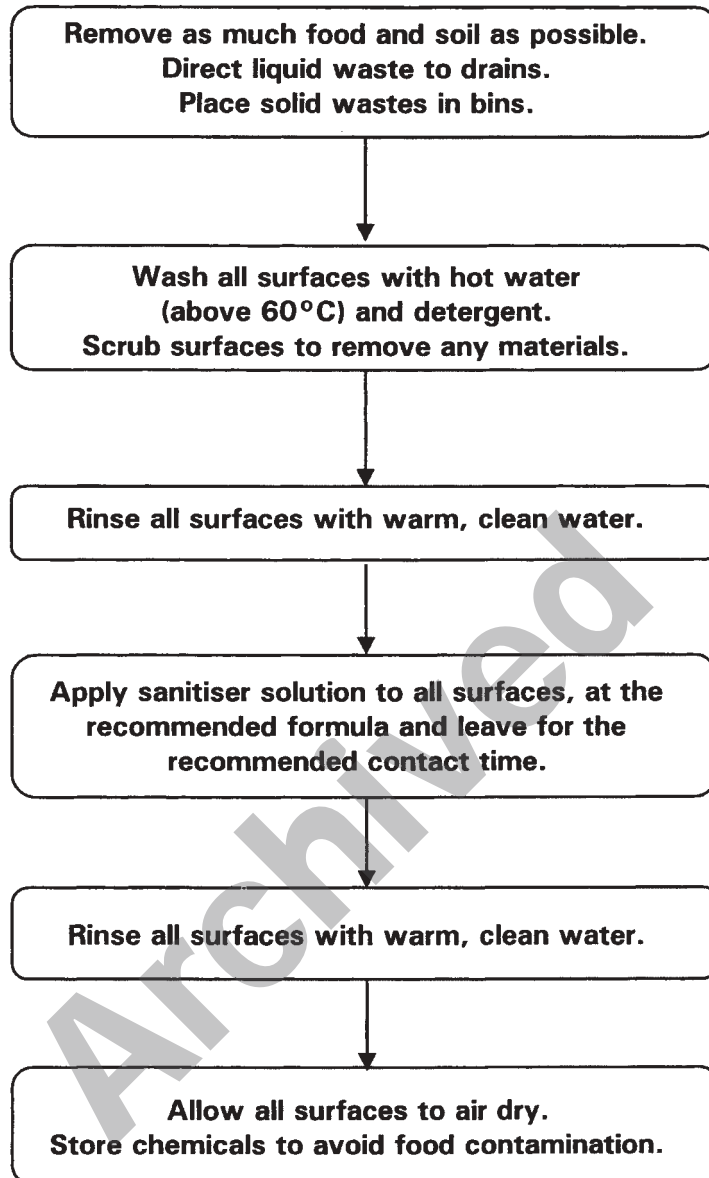 Remove as much food and soil as possible.
Direct liquid waste to drains.
Place solid wastes in bins.
Wash all surfaces with hot water
(above 60°C) and detergent.
Scrub surfaces to remove any materials.
Rinse all surfaces with warm, clean water.
Apply sanitiser solution to all surfaces, at the
recommended formula and leave for the
recommended contact time.
Rinse all surfaces with warm, clean water.
Allow all surfaces to air dry.
Store chemicals to avoid food contamination.
Archived